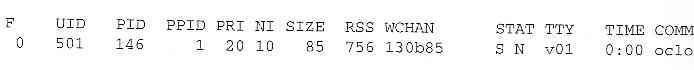 F UID PID PPID PRI NI SIZE RSS WCHAN STAT TTY TIME COMM
0 501 146 1 20 10 85 756 130b85 S N v01 0:00 oclo